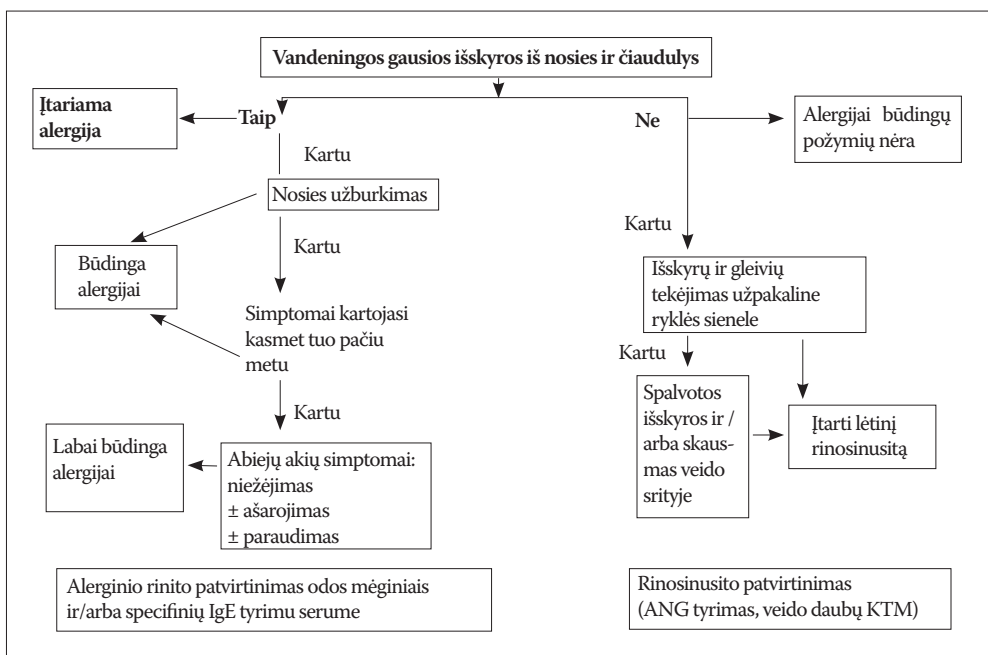 Vandeningos gausios išskyros iš nosies ir čiaudulys
Įtariama
alergija
Taip
Ne
Alergijai būdingų
požymių nėra
Kartu
Nosies užburkimas
Kartu
Būdinga
alergijai
Simptomai kartojasi
kasmet tuo pačiu
metu
Kartu
Labai būdinga
alergijai
Abiejų akių simptomai:
niežėjimas
± ašarojimas
± paraudimas
Alerginio rinito patvirtinimas odos mėginiais
ir/arba specifinių IgE tyrimu serume
Kartu
Išskyrų ir gleivių
tekėjimas užpakaline
ryklės sienele
Kartu
Spalvotos
išskyros ir /
arba skaus-
mas veido
srityje
Įtarti lėtinį
rinosinusitą
Rinosinusito patvirtinimas
(ANG tyrimas, veido daubų KTM)